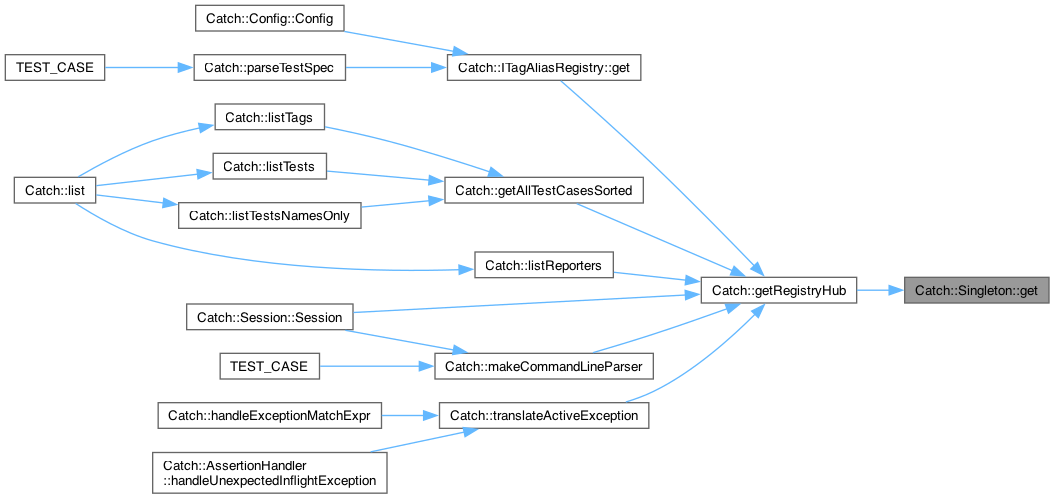 Catch::Config::Config
TEST_CASE
Catch::parseTestSpec
Catch::ITagAliasRegistry::get
Catch::listTags
Catch::listTests
Catch::list
Catch::getAllTestCasesSorted
Catch::listTestsNamesOnly
Catch::listReporters
Catch::getRegistryHub
Catch::Singleton::get
Catch::Session::Session
TEST_CASE
Catch::makeCommandLineParser
Catch::handleExceptionMatchExpr
Catch::translateActiveException
Catch::AssertionHandler
::handleUnexpectedInflightException